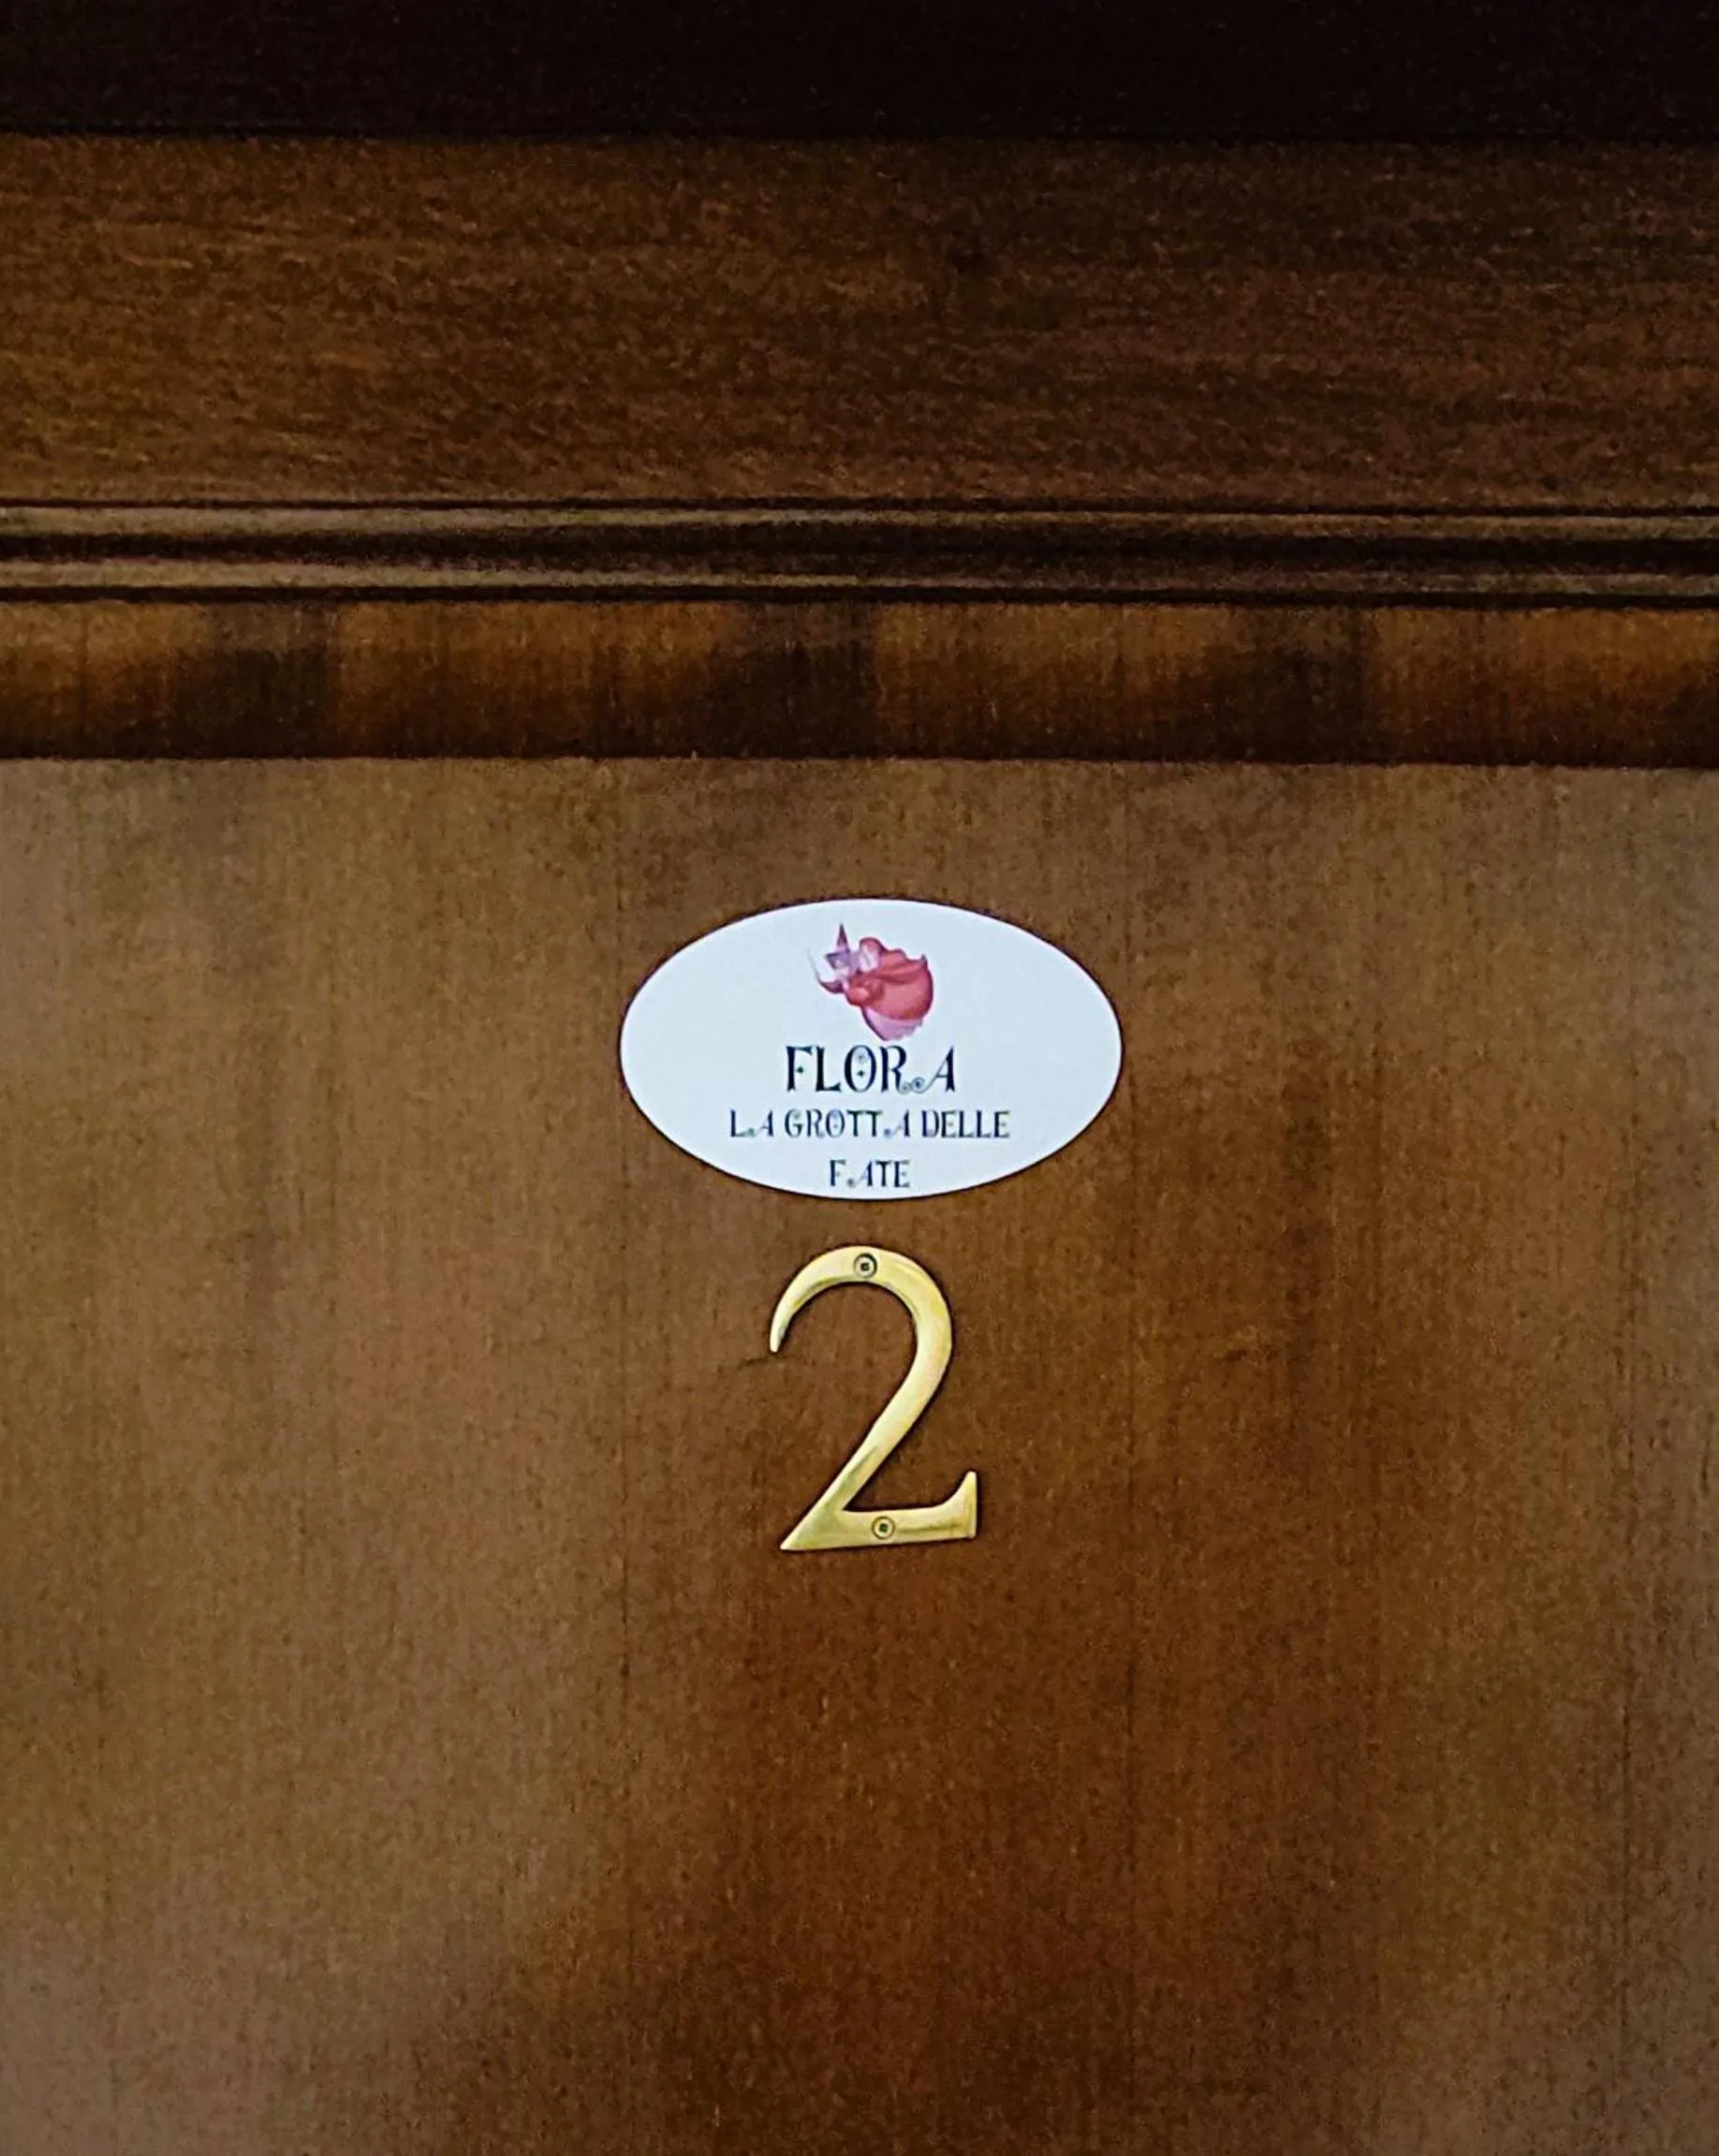 FLORA
LA GROTTA DELLE
FATE
2